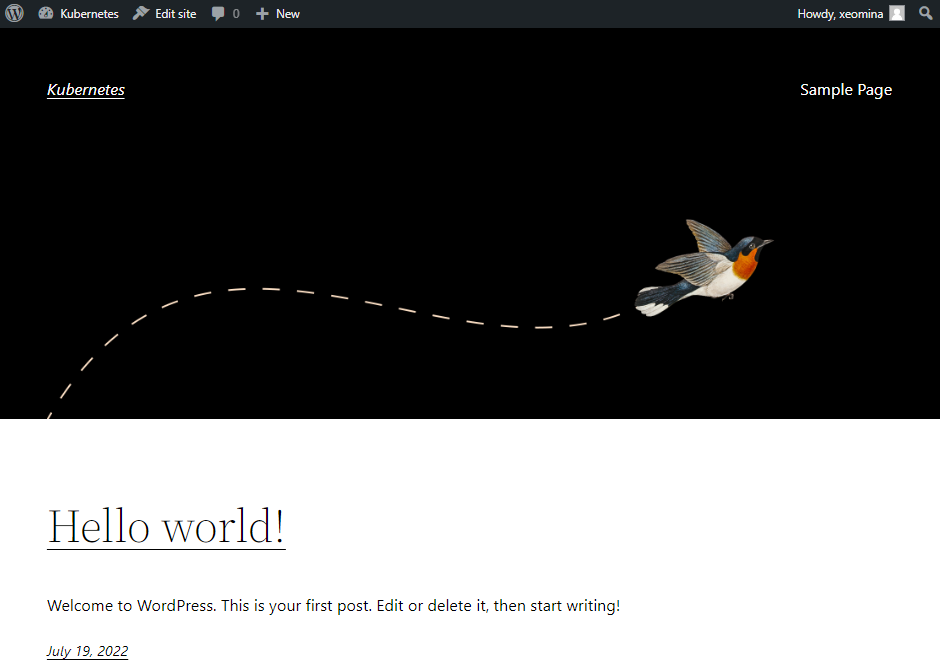 Kubernetes Edit site 0 New Howdy, xeomina
Kubernetes Sample Page
Hello world!
Welcome to WordPress. This is your first post. Edit or delete it, then start writing!
July 19, 2022